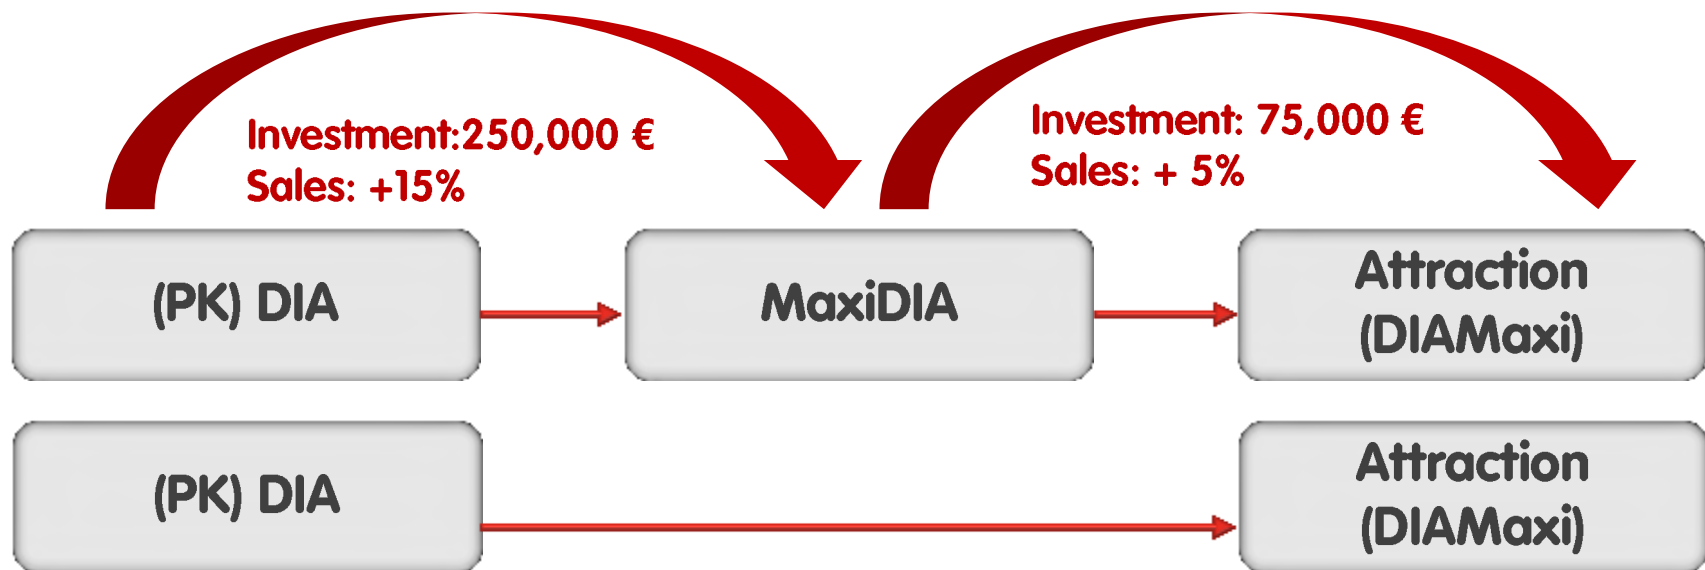 Investment:250,000 €
Sales: +15%
Investment: 75,000 €
Sales: + 5%
(PK) DIA
MaxiDIA
Attraction
(DIAMaxi)
(PK) DIA
Attraction
(DIAMaxi)